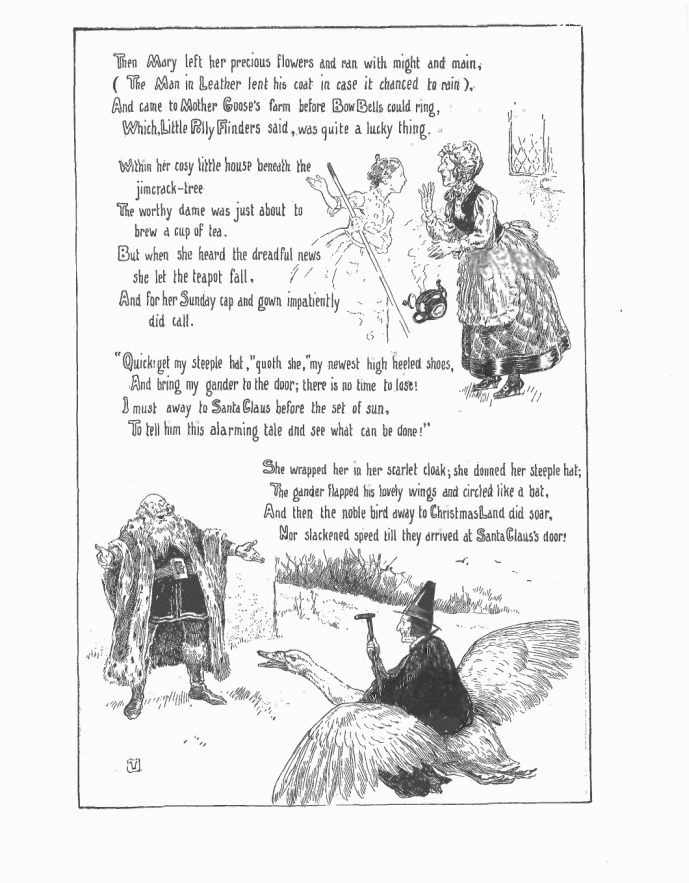 Then Mary left her precious flowers and ran with might and main,
( The Man in Leather lent his coat in case it chanced to rain ),
And came to Mother Goose's farm before Bow Bells could ring,
Which, Little Polly Flinders said, was quite a lucky thing.
Within her cosy little house beneath the
jimcrack-tree
The worthy dame was just about to
brew a cup of tea.
But when she heard the dreadful news
she let the teapot fall,
And for her Sunday cap and gown impatiently
did call.
"Quick! get my steeple hat," quoth she, "my newest high heeled shoes,
And bring my gander to the door; there is no time to lose!
I must away to Santa Claus before the set of sun,
To tell him this alarming tale and see what can be done!"
She wrapped her in her scarlet cloak; she donned her steeple hat;
The gander flapped his lovely wings and circled like a bat,
And then the noble bird away to Christmas Land did soar,
Nor slackened speed till they arrived at Santa Claus's door!